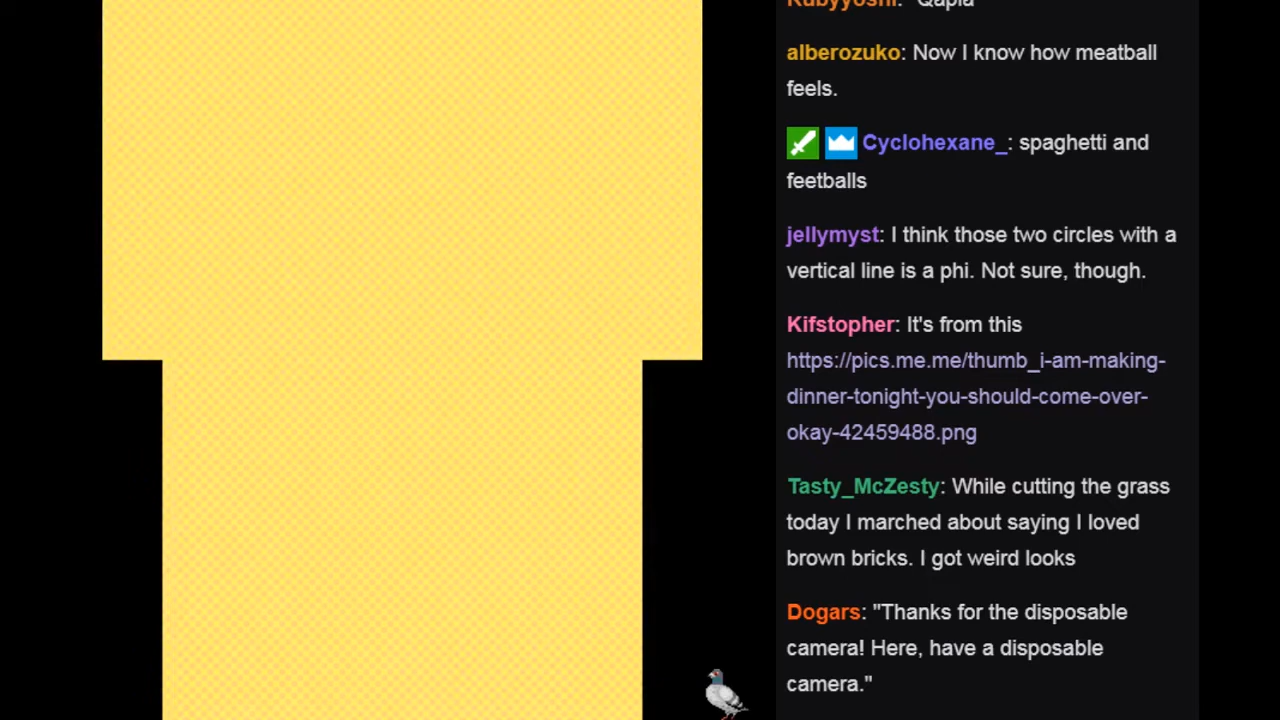 Rubyyoshi: "Qapla'
alberozuko: Now I know how meatball
feels.
Cyclohexane_: spaghetti and
feetballs
jellymyst: I think those two circles with a
vertical line is a phi. Not sure, though.
Kifstopher: It's from this
https://pics.me.me/thumb_i-am-making-
dinner-tonight-you-should-come-over-
okay-42459488.png
Tasty_McZesty: While cutting the grass
today I marched about saying I loved
brown bricks. I got weird looks
Dogars: "Thanks for the disposable
camera! Here, have a disposable
camera."